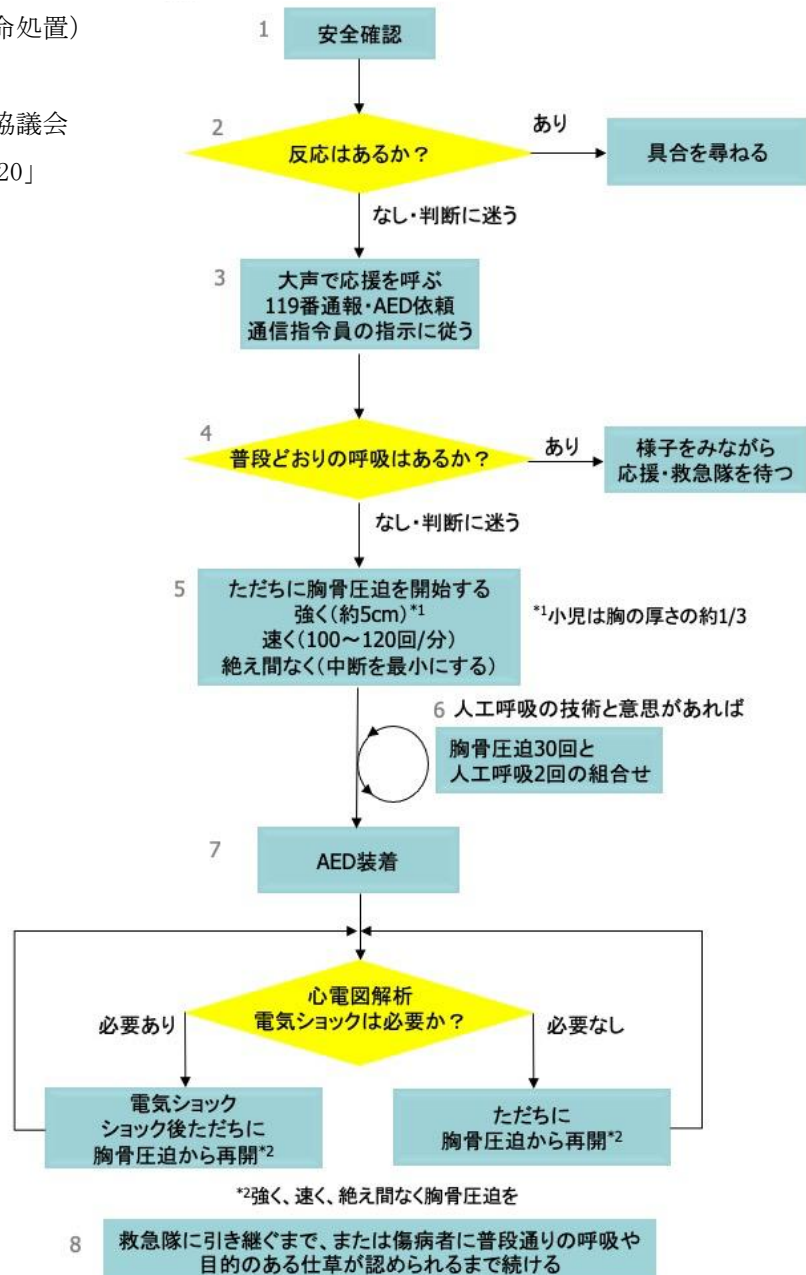 命処置）
協議会
20」
1
安全確認
2
反応はあるか？
あり
具合を尋ねる
なし・判断に迷う
3
大声で応援を呼ぶ
119番通報・AED依頼
通信指令員の指示に従う
4
普段どおりの呼吸はあるか？
あり
様子をみながら
応援・救急隊を待つ
なし・判断に迷う
5
ただちに胸骨圧迫を開始する
強く（約5cm）*1
速く（100～120回/分）
絶え間なく（中断を最小にする）
*1小児は胸の厚さの約1/3
6 人工呼吸の技術と意思があれば
胸骨圧迫30回と
人工呼吸2回の組合せ
7
AED装着
心電図解析
電気ショックは必要か？
必要あり
必要なし
電気ショック
ショック後ただちに
胸骨圧迫から再開*2
ただちに
胸骨圧迫から再開*2
*2強く、速く、絶え間なく胸骨圧迫を
8
救急隊に引き継ぐまで、または傷病者に普段通りの呼吸や
目的のある仕草が認められるまで続ける